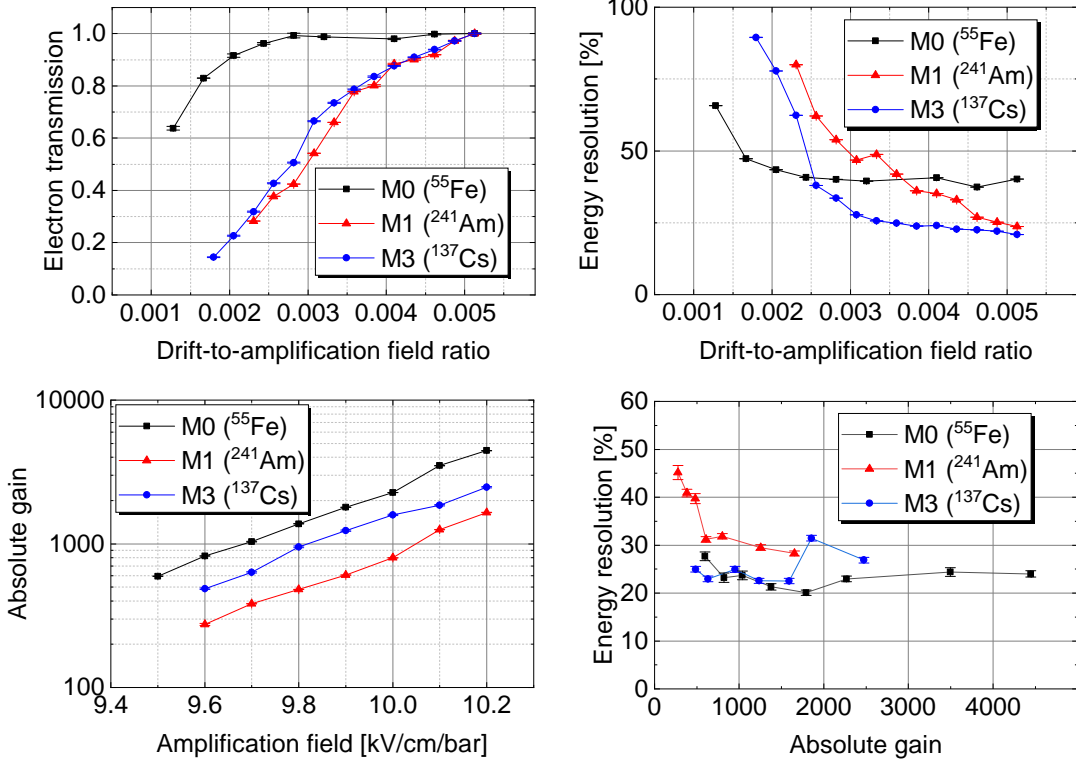 1.0
0.8
0.6
0.4
0.2
0.0
Electron transmission
M0 (⁵⁵Fe)
M1 (²⁴¹Am)
M3 (¹³⁷Cs)
0.001 0.002 0.003 0.004 0.005
Drift-to-amplification field ratio
100
50
0
Energy resolution [%]
M0 (⁵⁵Fe)
M1 (²⁴¹Am)
M3 (¹³⁷Cs)
0.001 0.002 0.003 0.004 0.005
Drift-to-amplification field ratio
10000
1000
100
Absolute gain
M0 (⁵⁵Fe)
M1 (²⁴¹Am)
M3 (¹³⁷Cs)
9.4 9.6 9.8 10.0 10.2
Amplification field [kV/cm/bar]
60
50
40
30
20
10
0
Energy resolution [%]
M0 (⁵⁵Fe)
M1 (²⁴¹Am)
M3 (¹³⁷Cs)
0 1000 2000 3000 4000
Absolute gain